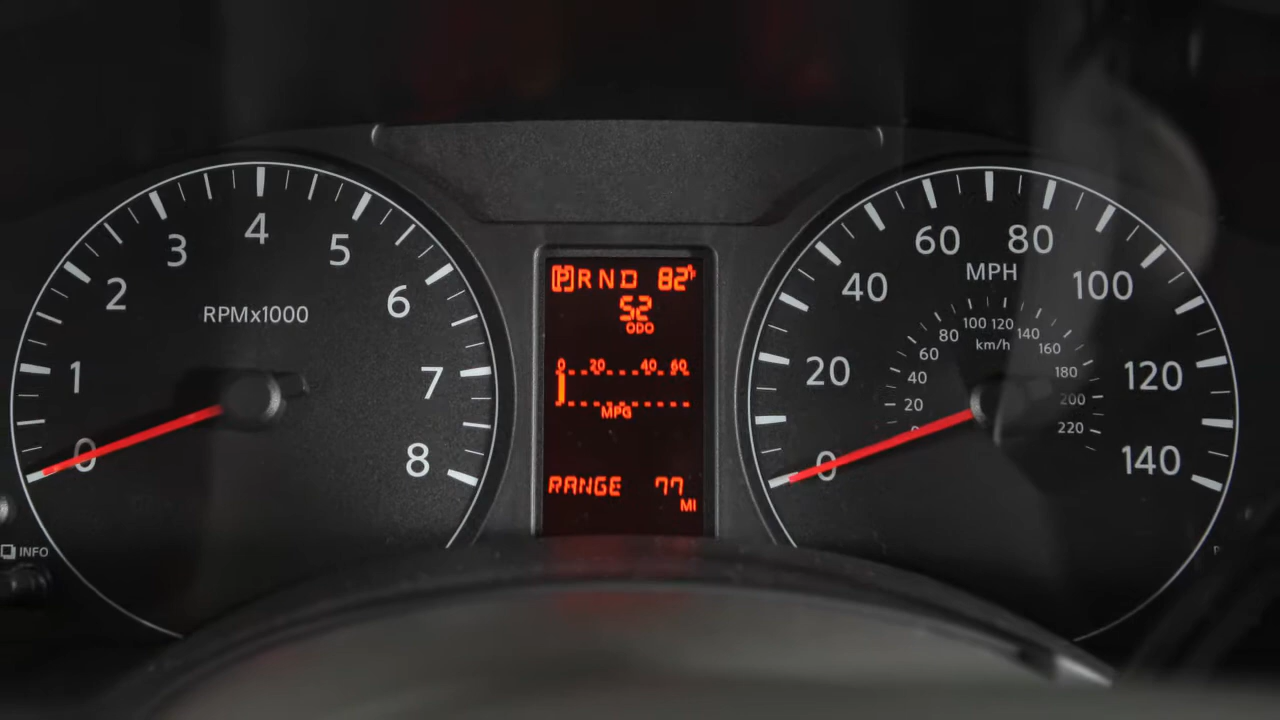 0 1 2 3 4 5 6 7 8
RPMx1000
INFO
P R N D 82°F
52
ODO
0 20 40 60
MPG
RANGE 77
MI
0 20 40 60 80 100 120 140
MPH
0 20 40 60 80 100 120 140 160 180 200 220
km/h
P